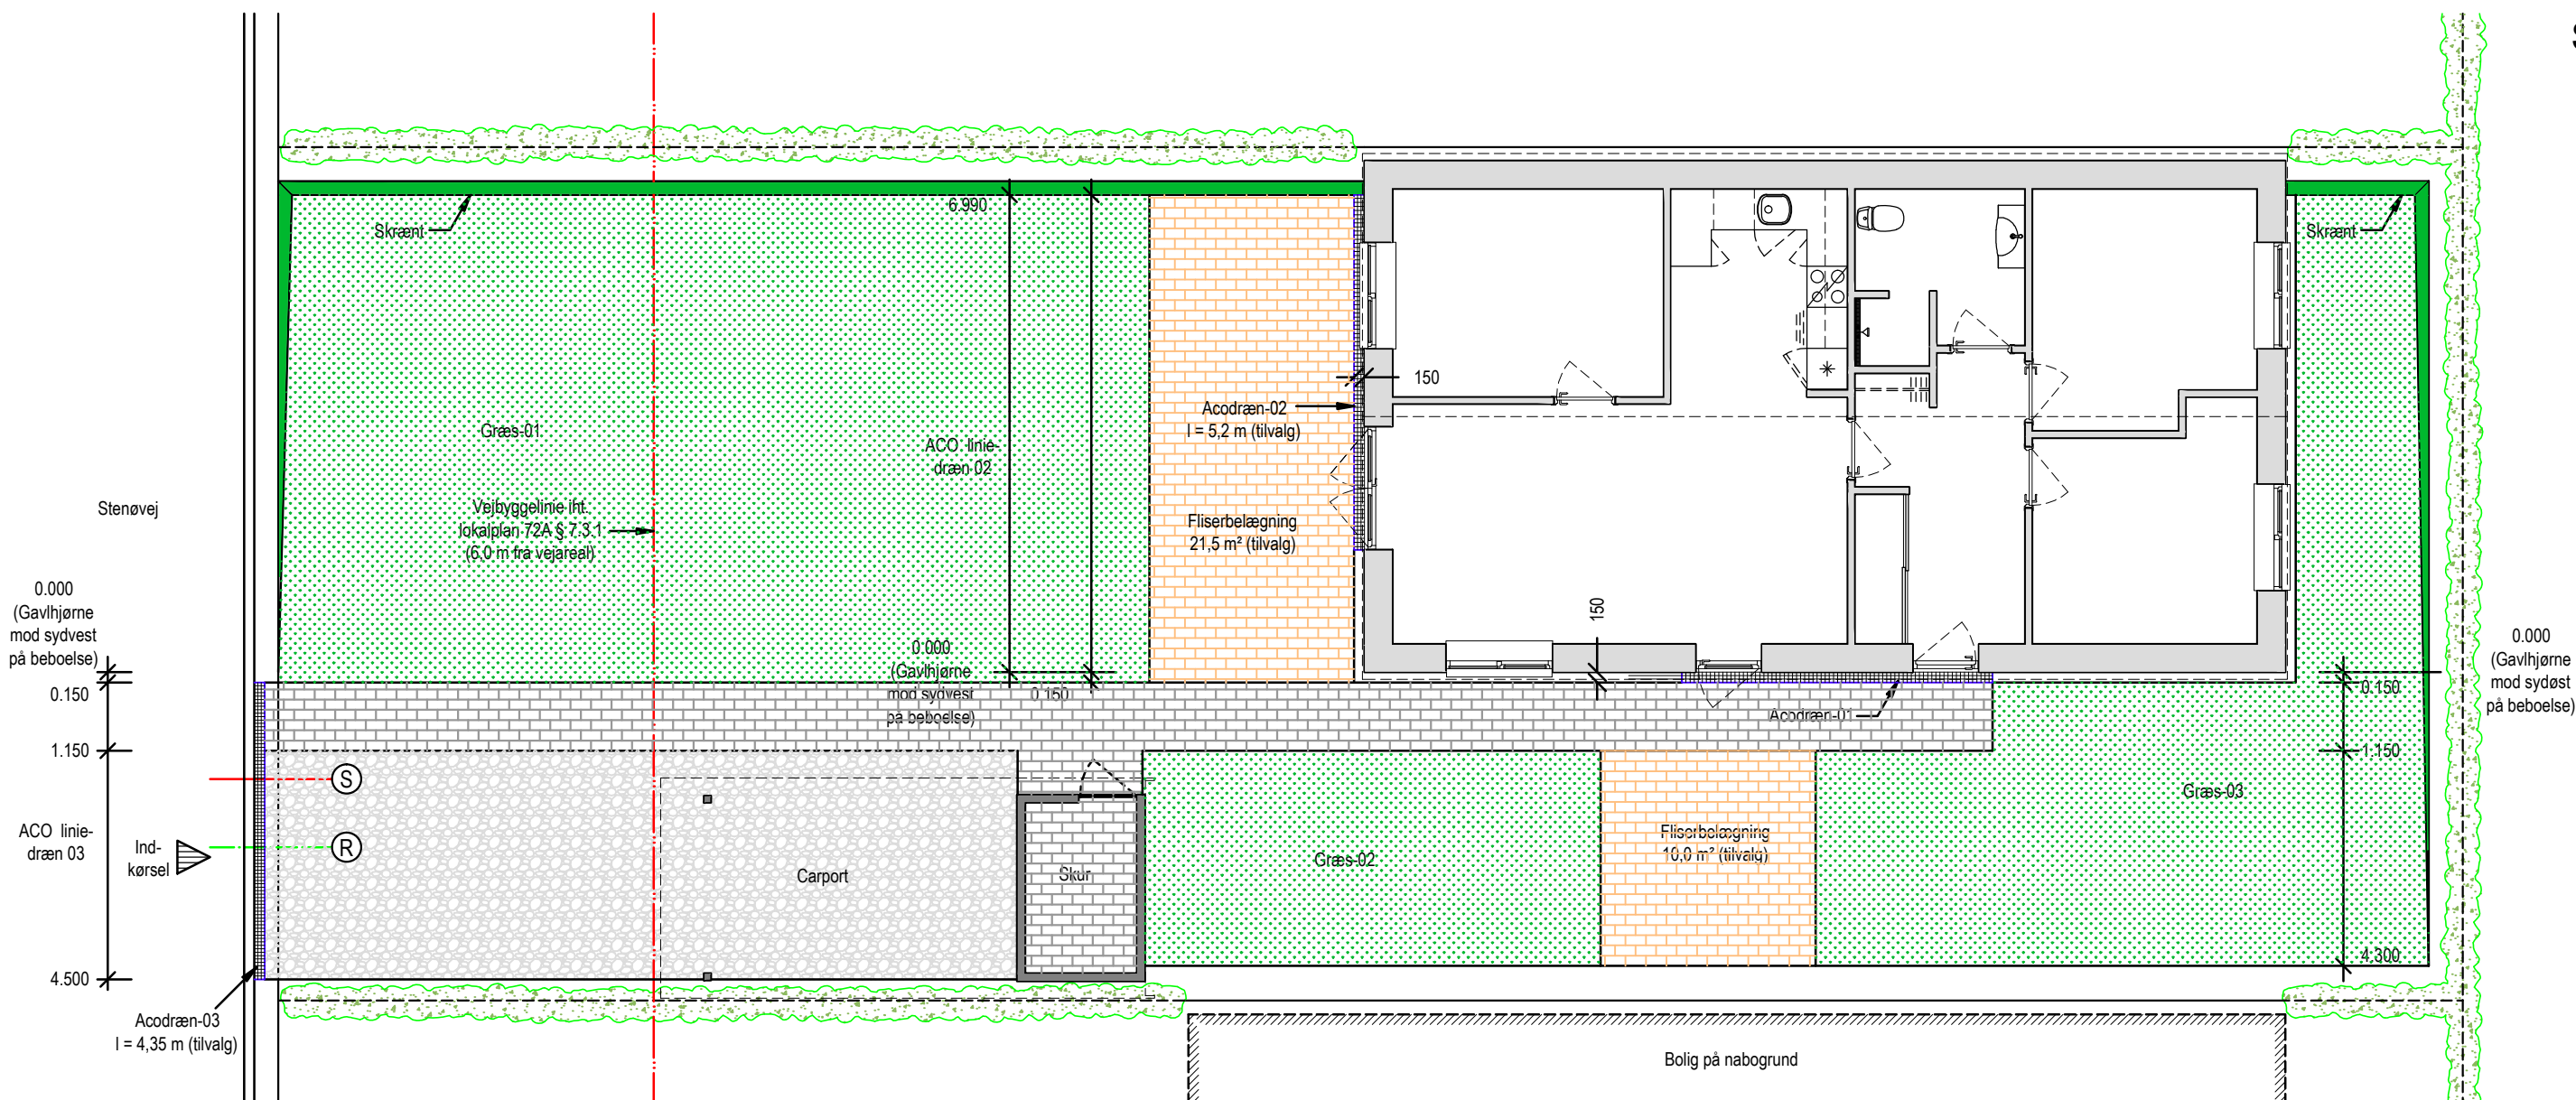 S
6.990
Skrænt
Skrænt
150
Acodræn-02
l = 5,2 m (tilvalg)
Græs-01
ACO linie-
dræn 02
Vejbyggelinie iht.
lokalplan 72A § 7.3.1
(6,0 m fra vejareal)
Fliserbelægning
21,5 m² (tilvalg)
Stenøvej
0.000
(Gavlhjørne
mod sydvest
på beboelse)
0.150
1.150
ACO linie-
dræn 03
4.500
Ind-
kørsel
S
R
Acodræn-03
l = 4,35 m (tilvalg)
0.000
(Gavlhjørne
mod sydvest
på beboelse)
0.150
150
Acodræn-01
Carport
Skur
Græs-02
Fliserbelægning
10,0 m² (tilvalg)
Græs-03
0.150
1.150
4.300
0.000
(Gavlhjørne
mod sydøst
på beboelse)
Bolig på nabogrund